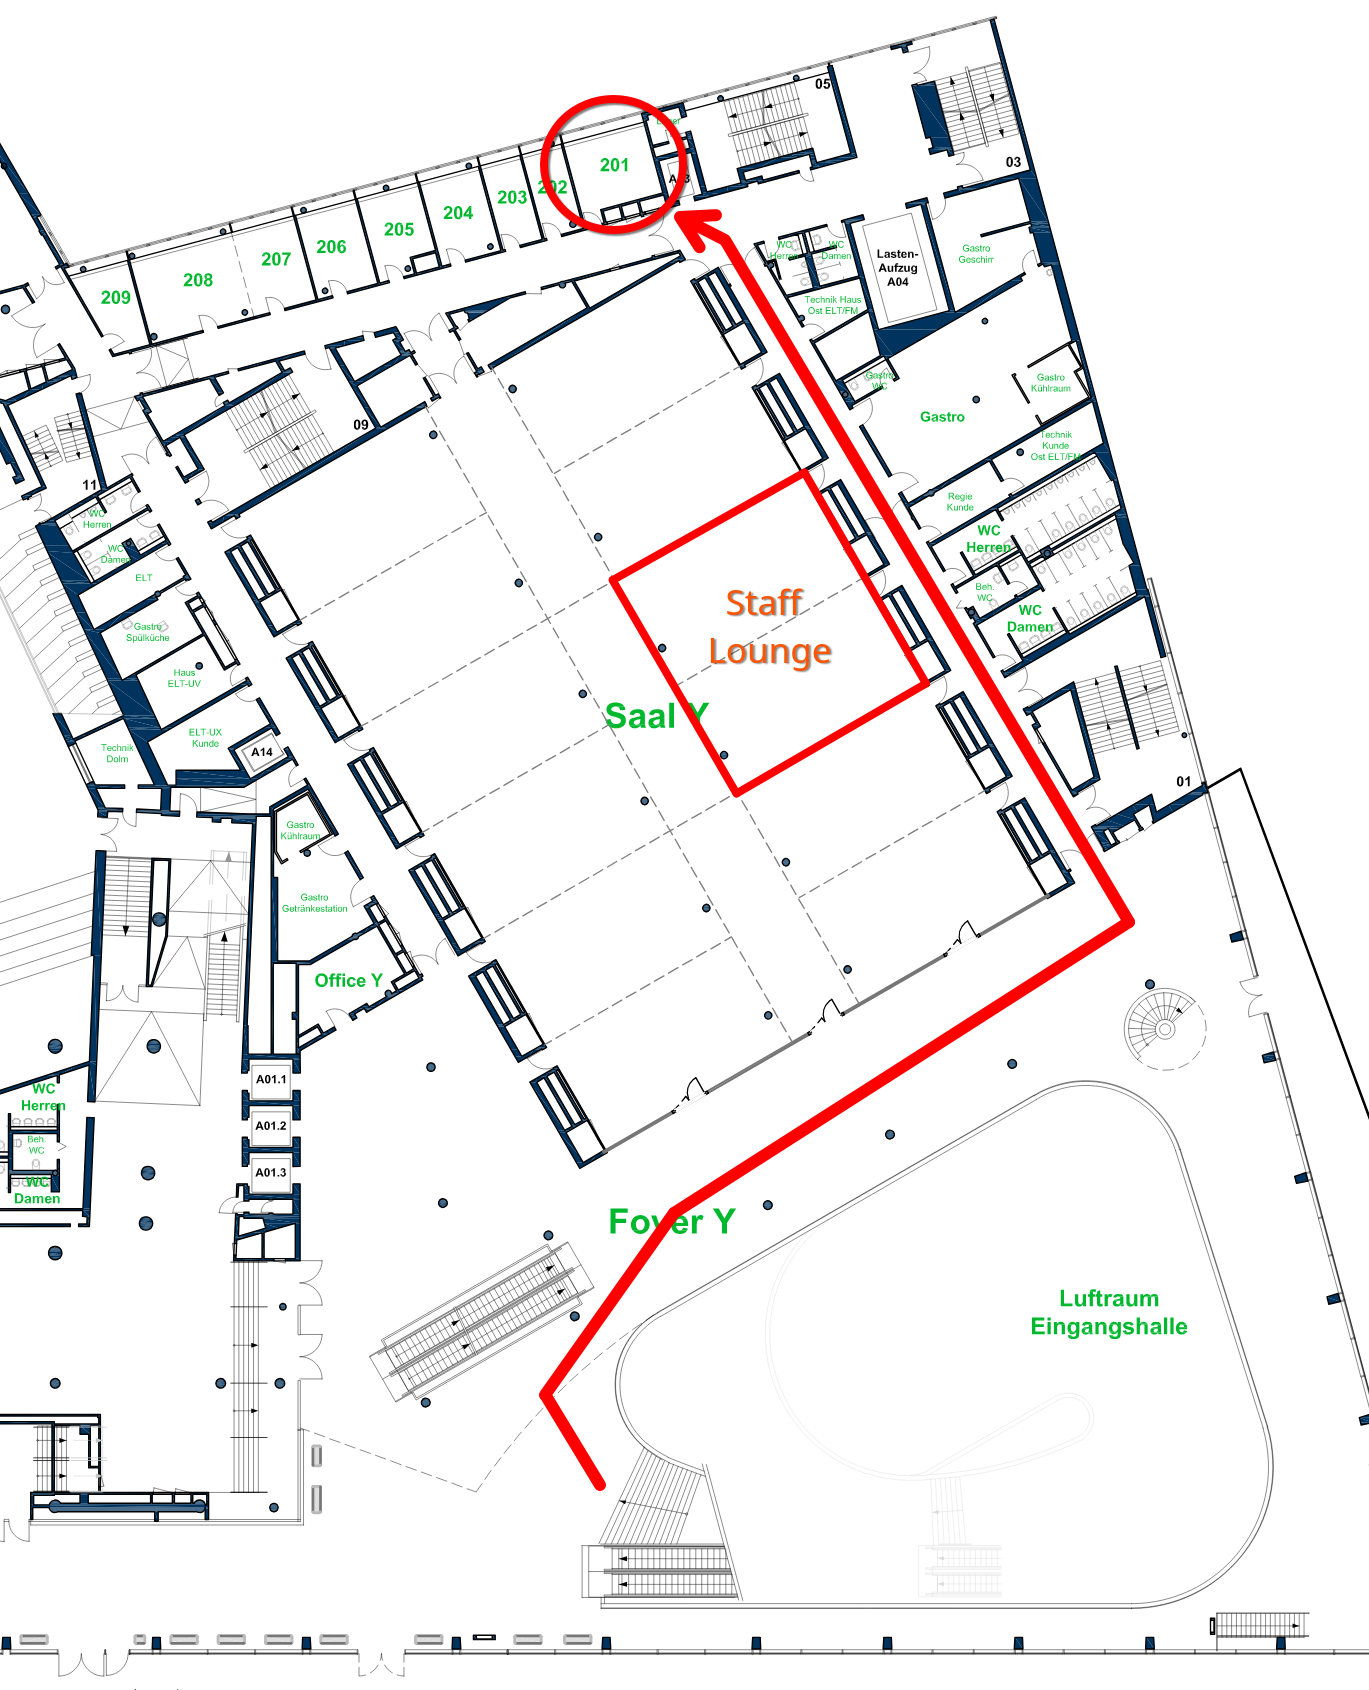 05
03
201
A03
202
203
204
205
206
207
208
209
WC
Herren
WC
Damen
Lasten-
Aufzug
A04
Gastro
Geschirr
Technik Haus
Ost ELT/FM
Gastro
WC
Gastro
Kühlraum
Gastro
Technik
Kunde
Ost ELT/FM
09
11
WC
Herren
WC
Damen
ELT
Gastro
Spülküche
Haus
ELT-UV
ELT-UX
Kunde
A14
Technik
Dolm
Regie
Kunde
WC
Herren
Beh.
WC
WC
Damen
Staff
Lounge
Saal Y
01
Gastro
Kühlraum
Gastro
Getränkestation
Office Y
A01.1
A01.2
A01.3
WC
Herren
Beh.
WC
WC
Damen
Foyer Y
Luftraum
Eingangshalle